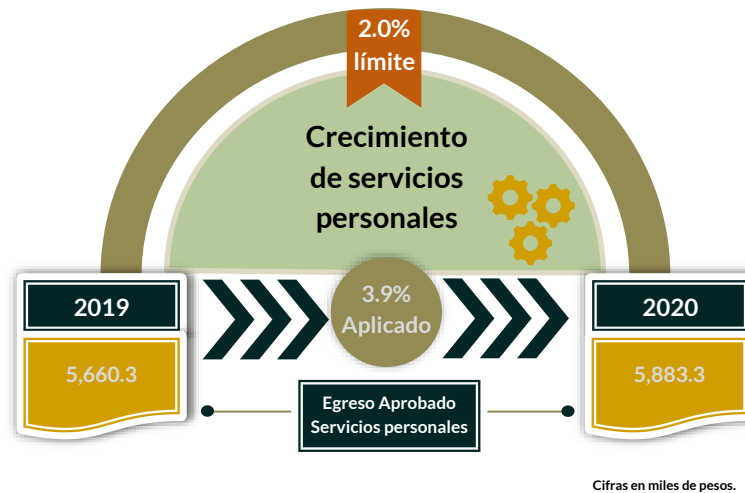 2.0%
límite
Crecimiento
de servicios
personales
2019
3.9%
Aplicado
2020
5,660.3
5,883.3
Egreso Aprobado
Servicios personales
Cifras en miles de pesos.